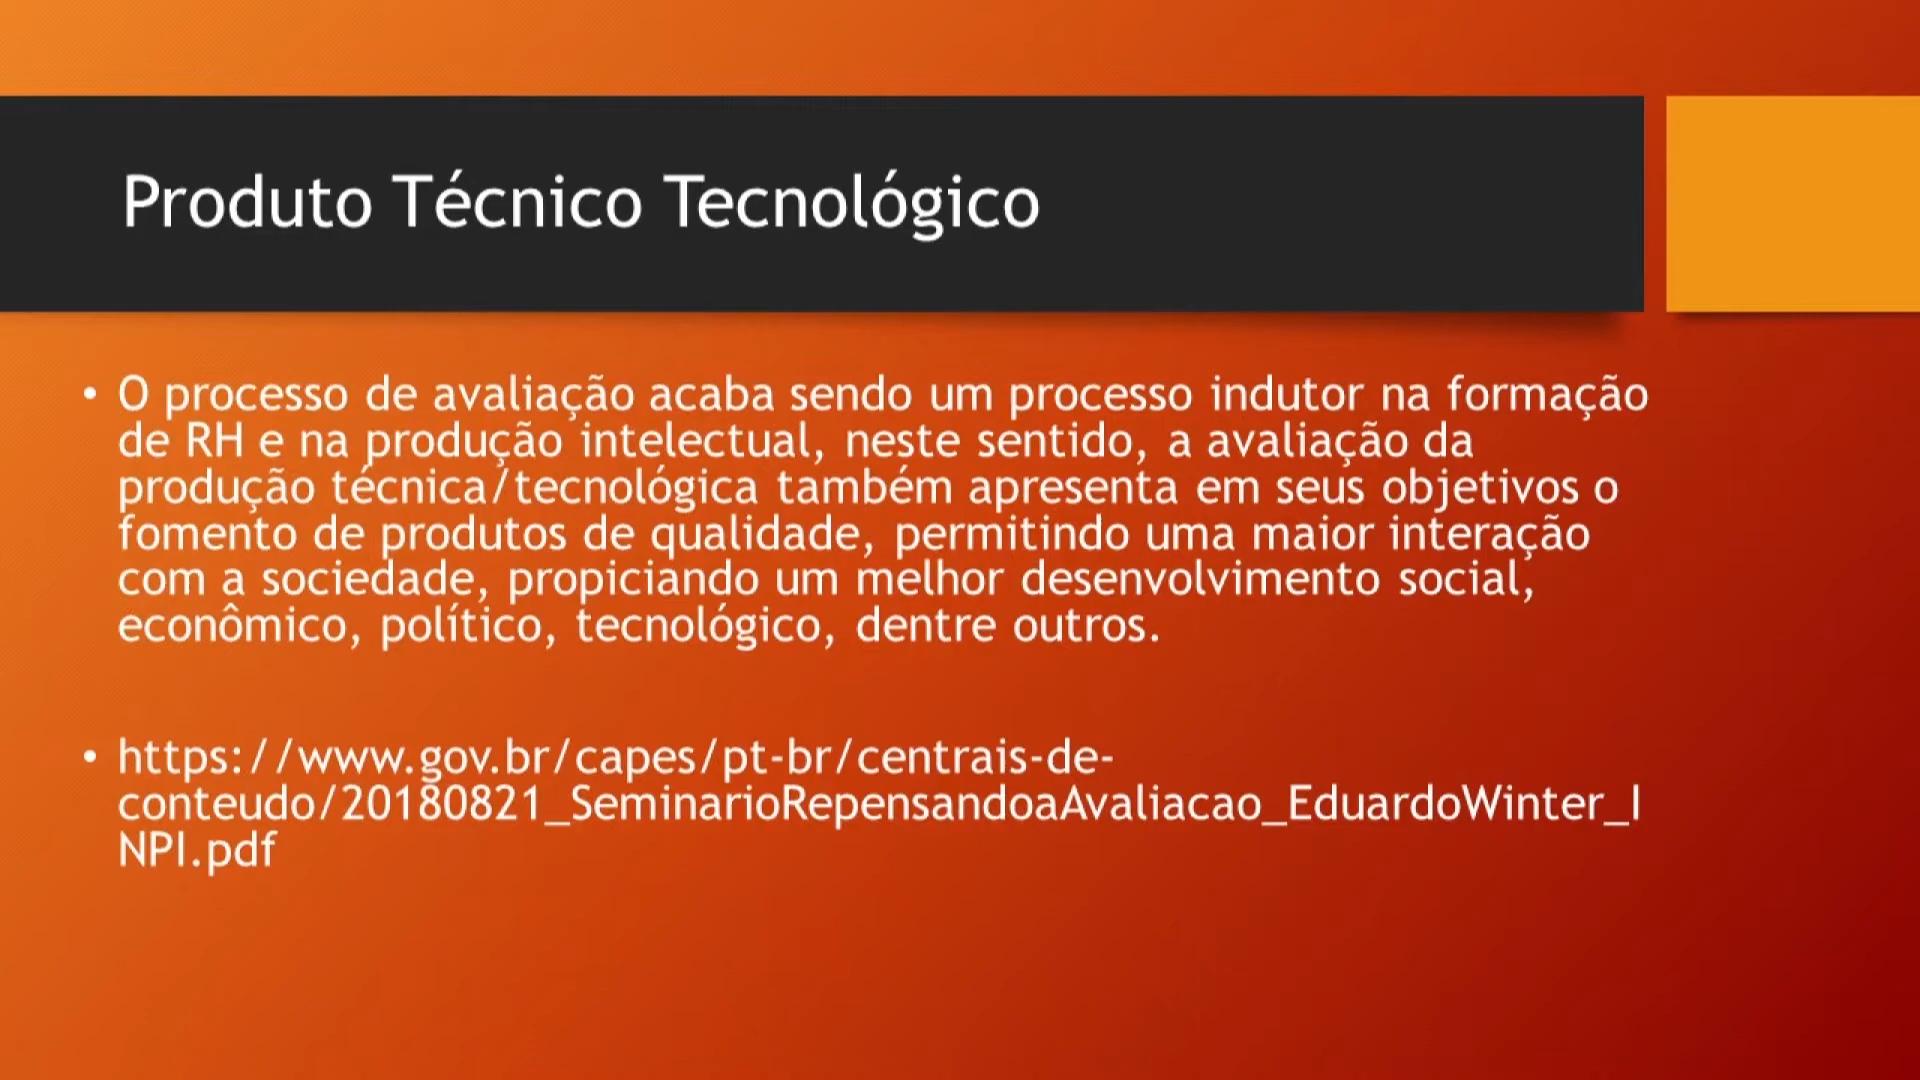 Produto Técnico Tecnológico
• O processo de avaliação acaba sendo um processo indutor na formação
de RH e na produção intelectual, neste sentido, a avaliação da
produção técnica/tecnológica também apresenta em seus objetivos o
fomento de produtos de qualidade, permitindo uma maior interação
com a sociedade, propiciando um melhor desenvolvimento social,
econômico, político, tecnológico, dentre outros.
• https://www.gov.br/capes/pt-br/centrais-de-
conteudo/20180821_SeminarioRepensandoaAvaliacao_EduardoWinter_I
NPI.pdf